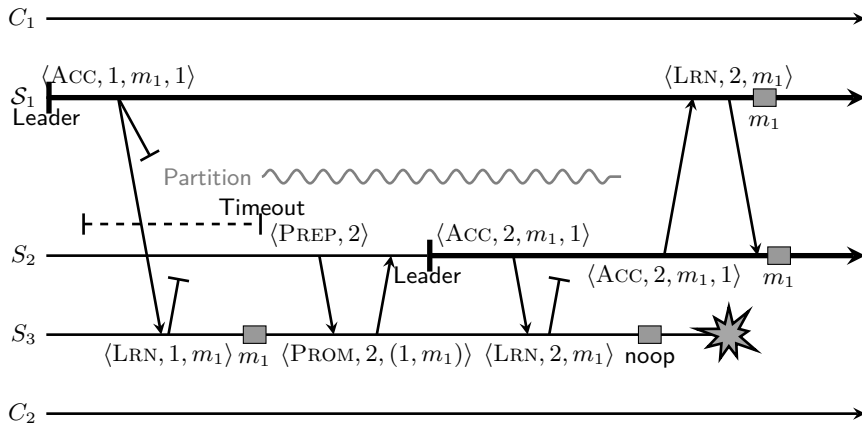 C₁
⟨ACC, 1, m₁, 1⟩
⟨LRN, 2, m₁⟩
𝒮₁
Leader
m₁
Partition
Timeout
⟨PREP, 2⟩
⟨ACC, 2, m₁, 1⟩
S₂
Leader
⟨ACC, 2, m₁, 1⟩
m₁
S₃
⟨LRN, 1, m₁⟩
m₁
⟨PROM, 2, (1, m₁)⟩
⟨LRN, 2, m₁⟩
noop
C₂